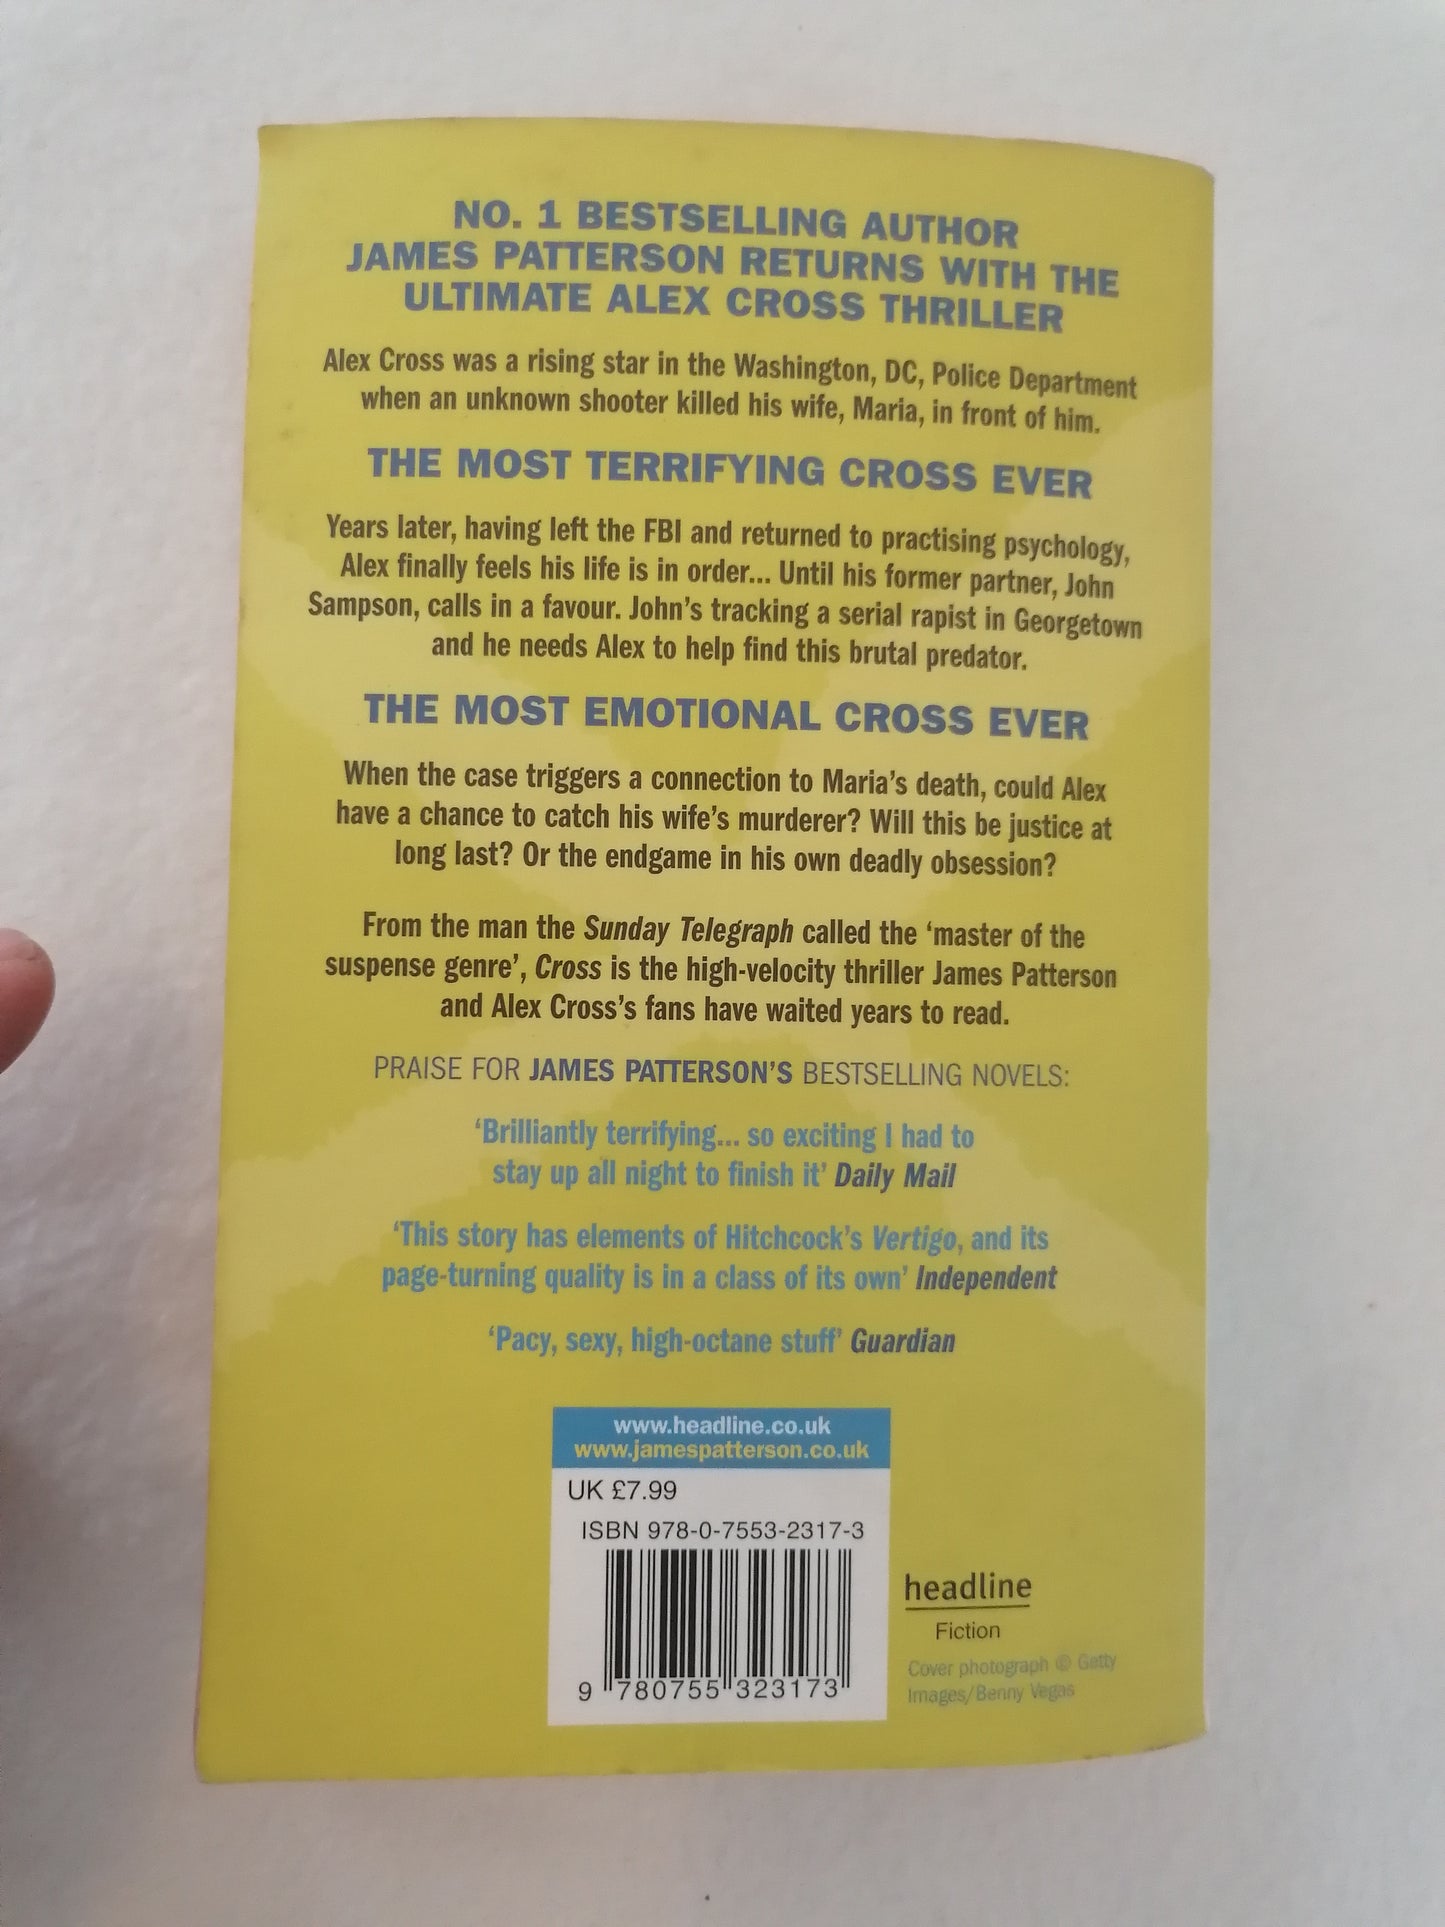 NO. 1 BESTSELLING AUTHOR
JAMES PATTERSON RETURNS WITH THE
ULTIMATE ALEX CROSS THRILLER
Alex Cross was a rising star in the Washington, DC, Police Department
when an unknown shooter killed his wife, Maria, in front of him.
THE MOST TERRIFYING CROSS EVER
Years later, having left the FBI and returned to practising psychology,
Alex finally feels his life is in order... Until his former partner, John
Sampson, calls in a favour. John's tracking a serial rapist in Georgetown
and he needs Alex to help find this brutal predator.
THE MOST EMOTIONAL CROSS EVER
When the case triggers a connection to Maria's death, could Alex
have a chance to catch his wife's murderer? Will this be justice at
long last? Or the endgame in his own deadly obsession?
From the man the Sunday Telegraph called the 'master of the
suspense genre', Cross is the high-velocity thriller James Patterson
and Alex Cross's fans have waited years to read.
PRAISE FOR JAMES PATTERSON'S BESTSELLING NOVELS:
'Brilliantly terrifying... so exciting I had to
stay up all night to finish it' Daily Mail
'This story has elements of Hitchcock's Vertigo, and its
page-turning quality is in a class of its own' Independent
'Pacy, sexy, high-octane stuff' Guardian
www.headline.co.uk
www.jamespatterson.co.uk
UK £7.99
ISBN 978-0-7553-2317-3
9 780755 323173
headline
Fiction
Cover photograph © Getty
Images/Benny Vegas